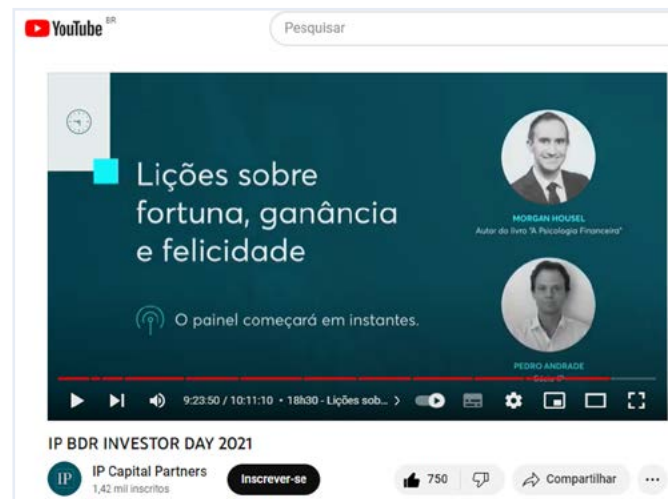 YouTube BR
Pesquisar
Lições sobre
fortuna, ganância
e felicidade
O painel começará em instantes.
MORGAN HOUSEL
Autor do livro "A Psicologia Financeira"
PEDRO ANDRADE
9:23:50 / 10:11:10 • 18h30 - Lições sob... >
IP BDR INVESTOR DAY 2021
IP
IP Capital Partners
1,42 mil inscritos
Inscrever-se
750
Compartilhar
...